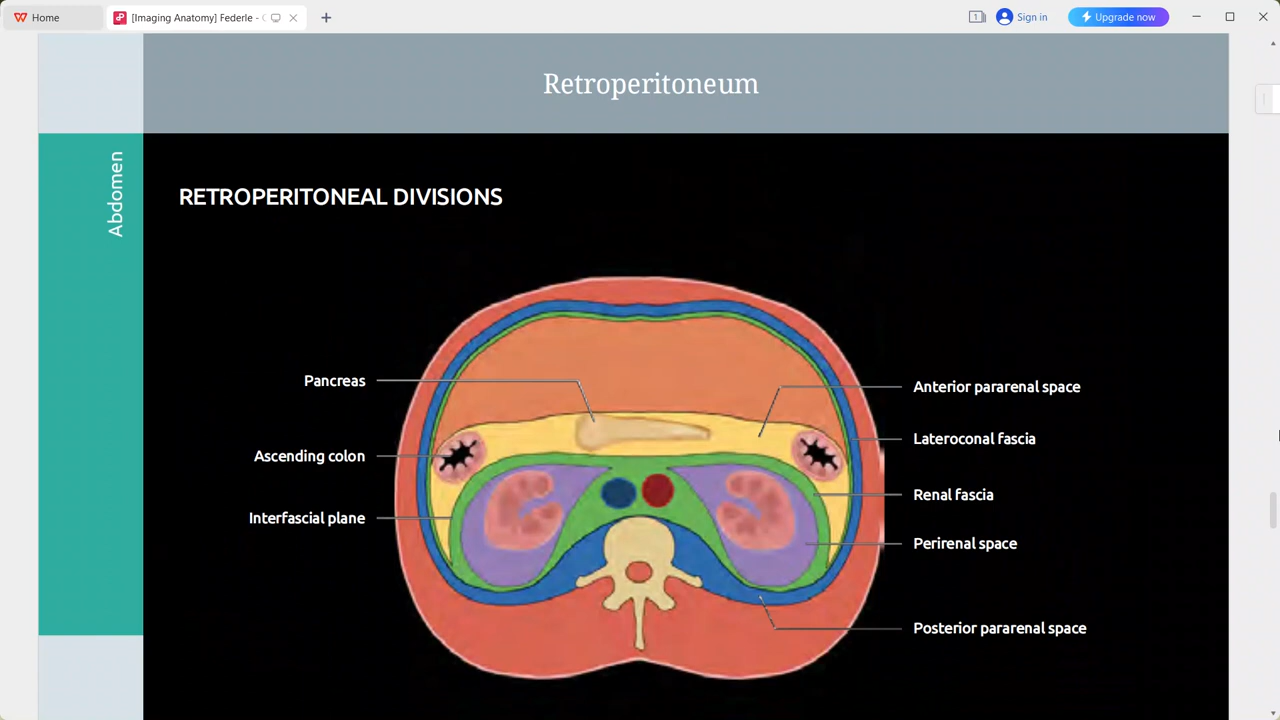 Home
[Imaging Anatomy] Federle -
1
Sign in
Upgrade now
Retroperitoneum
Abdomen
RETROPERITONEAL DIVISIONS
Pancreas
Ascending colon
Interfascial plane
Anterior pararenal space
Lateroconal fascia
Renal fascia
Perirenal space
Posterior pararenal space